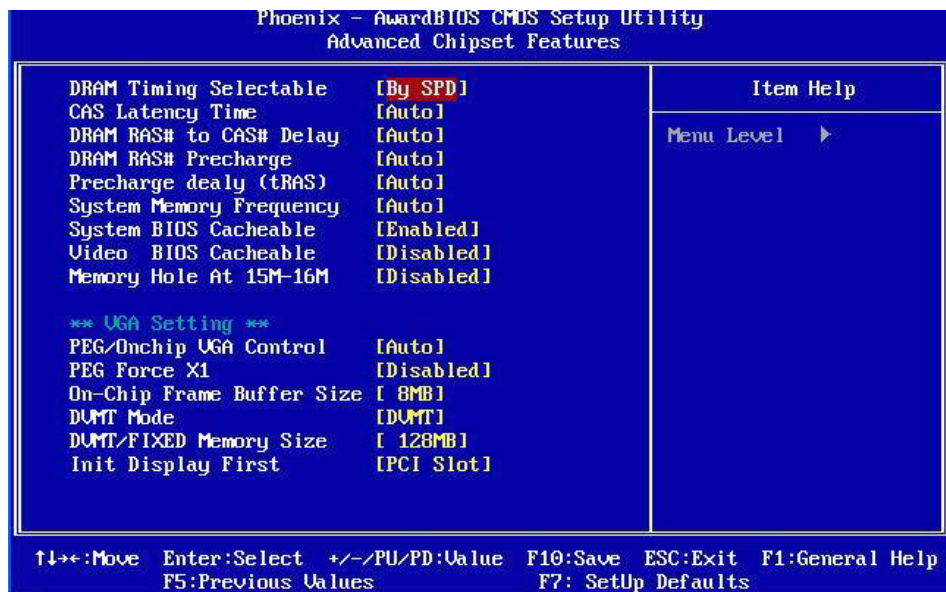 Phoenix - AwardBIOS CMOS Setup Utility
Advanced Chipset Features
DRAM Timing Selectable [By SPD]
CAS Latency Time [Auto]
DRAM RAS# to CAS# Delay [Auto]
DRAM RAS# Precharge [Auto]
Precharge dealy (tRAS) [Auto]
System Memory Frequency [Auto]
System BIOS Cacheable [Enabled]
Video BIOS Cacheable [Disabled]
Memory Hole At 15M-16M [Disabled]
** VGA Setting **
PEG/Onchip VGA Control [Auto]
PEG Force X1 [Disabled]
On-Chip Frame Buffer Size [ 8MB]
DVMT Mode [DVMT]
DVMT/FIXED Memory Size [ 128MB]
Init Display First [PCI Slot]
Item Help
Menu Level ▶
↑↓→←:Move Enter:Select +/-/PU/PD:Value F10:Save ESC:Exit F1:General Help
F5:Previous Values F7: SetUp Defaults